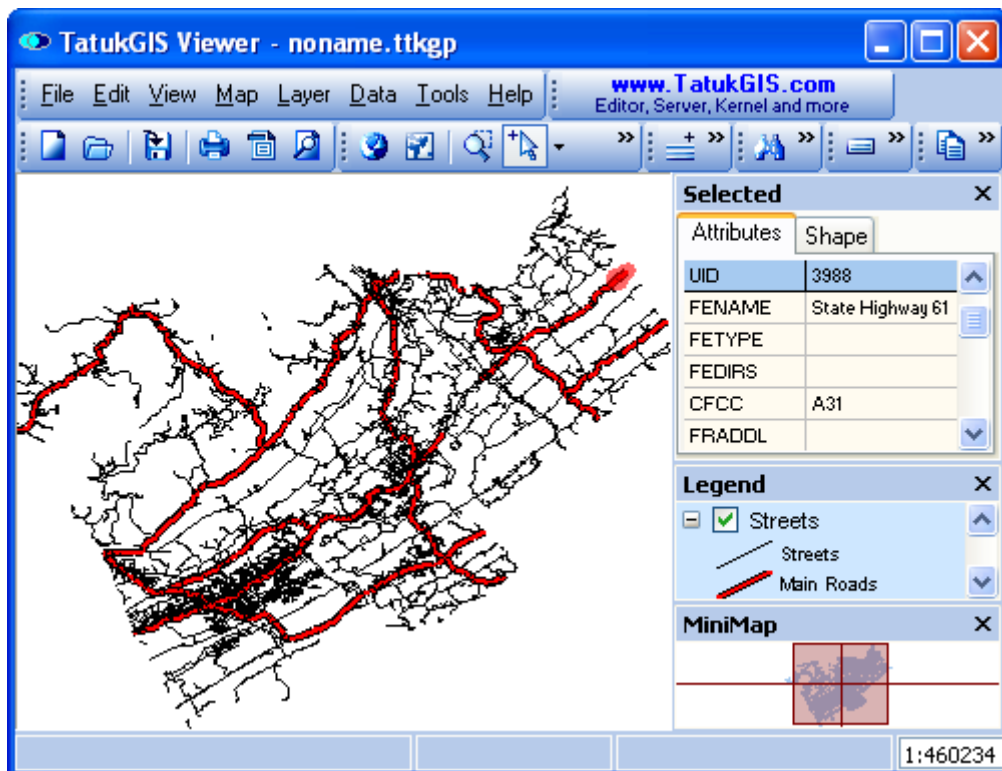 TatukGIS Viewer - noname.ttkgp
File Edit View Map Layer Data Tools Help
www.TatukGIS.com
Editor, Server, Kernel and more
Selected
Attributes Shape
UID 3988
FENAME State Highway 61
FETYPE
FEDIRS
CFCC A31
FRADDL
Legend
Streets
Streets
Main Roads
MiniMap
1:460234